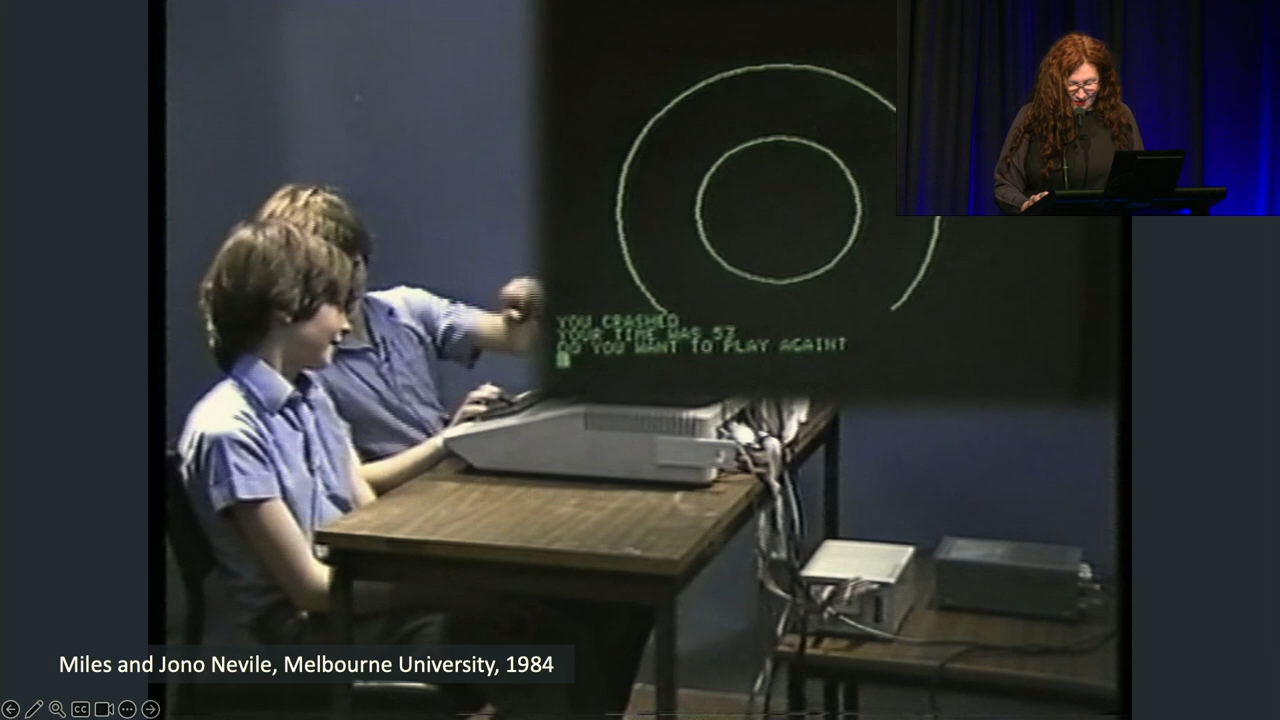 YOU CRASHED
YOUR TIME WAS 57
DO YOU WANT TO PLAY AGAIN?
Miles and Jono Nevile, Melbourne University, 1984
CC